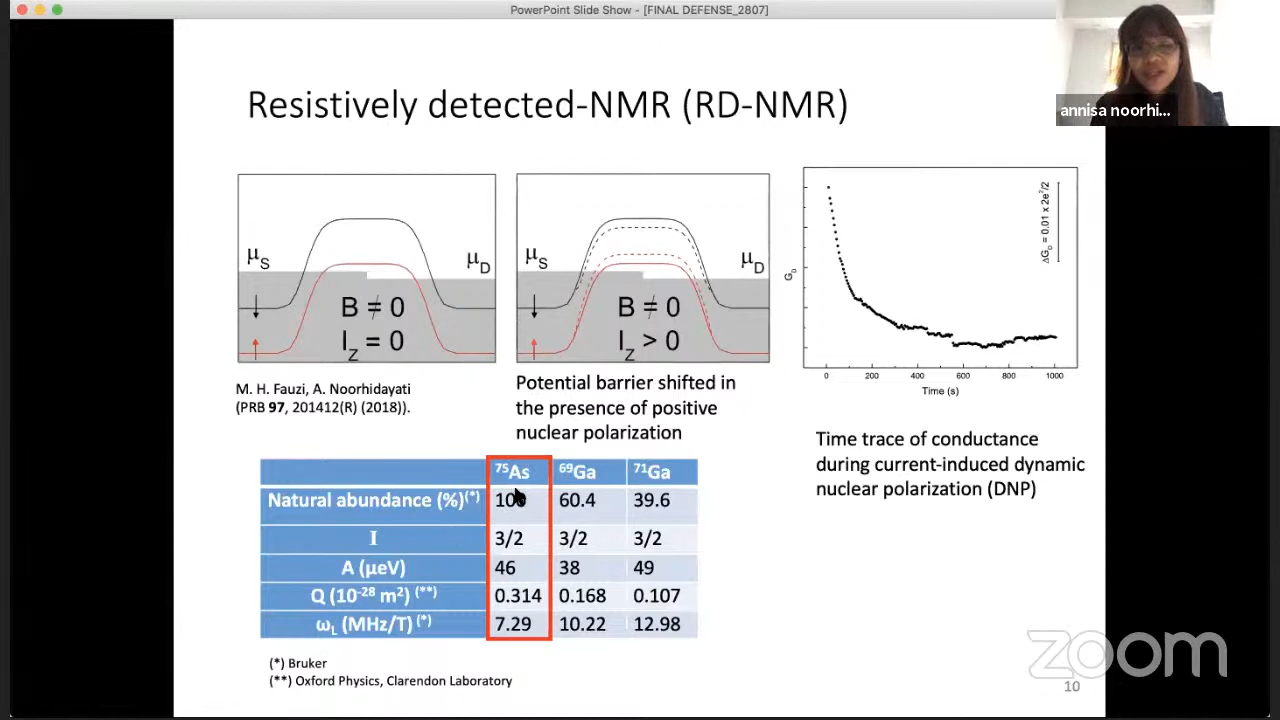 PowerPoint Slide Show - [FINAL DEFENSE_2807]
annisa noorhi...
Resistively detected-NMR (RD-NMR)
μS
μD
B ≠ 0
IZ = 0
μS
μD
B ≠ 0
IZ > 0
GD
ΔGD = 0.01 x 2e²/2
0 200 400 600 800 1000
Time (s)
M. H. Fauzi, A. Noorhidayati
(PRB 97, 201412(R) (2018)).
Potential barrier shifted in
the presence of positive
nuclear polarization
Time trace of conductance
during current-induced dynamic
nuclear polarization (DNP)
⁷⁵As ⁶⁹Ga ⁷¹Ga
Natural abundance (%)(*) 100 60.4 39.6
I 3/2 3/2 3/2
A (μeV) 46 38 49
Q (10⁻²⁸ m²) (**) 0.314 0.168 0.107
ωL (MHz/T) (*) 7.29 10.22 12.98
(*) Bruker
(**) Oxford Physics, Clarendon Laboratory
zoom
10